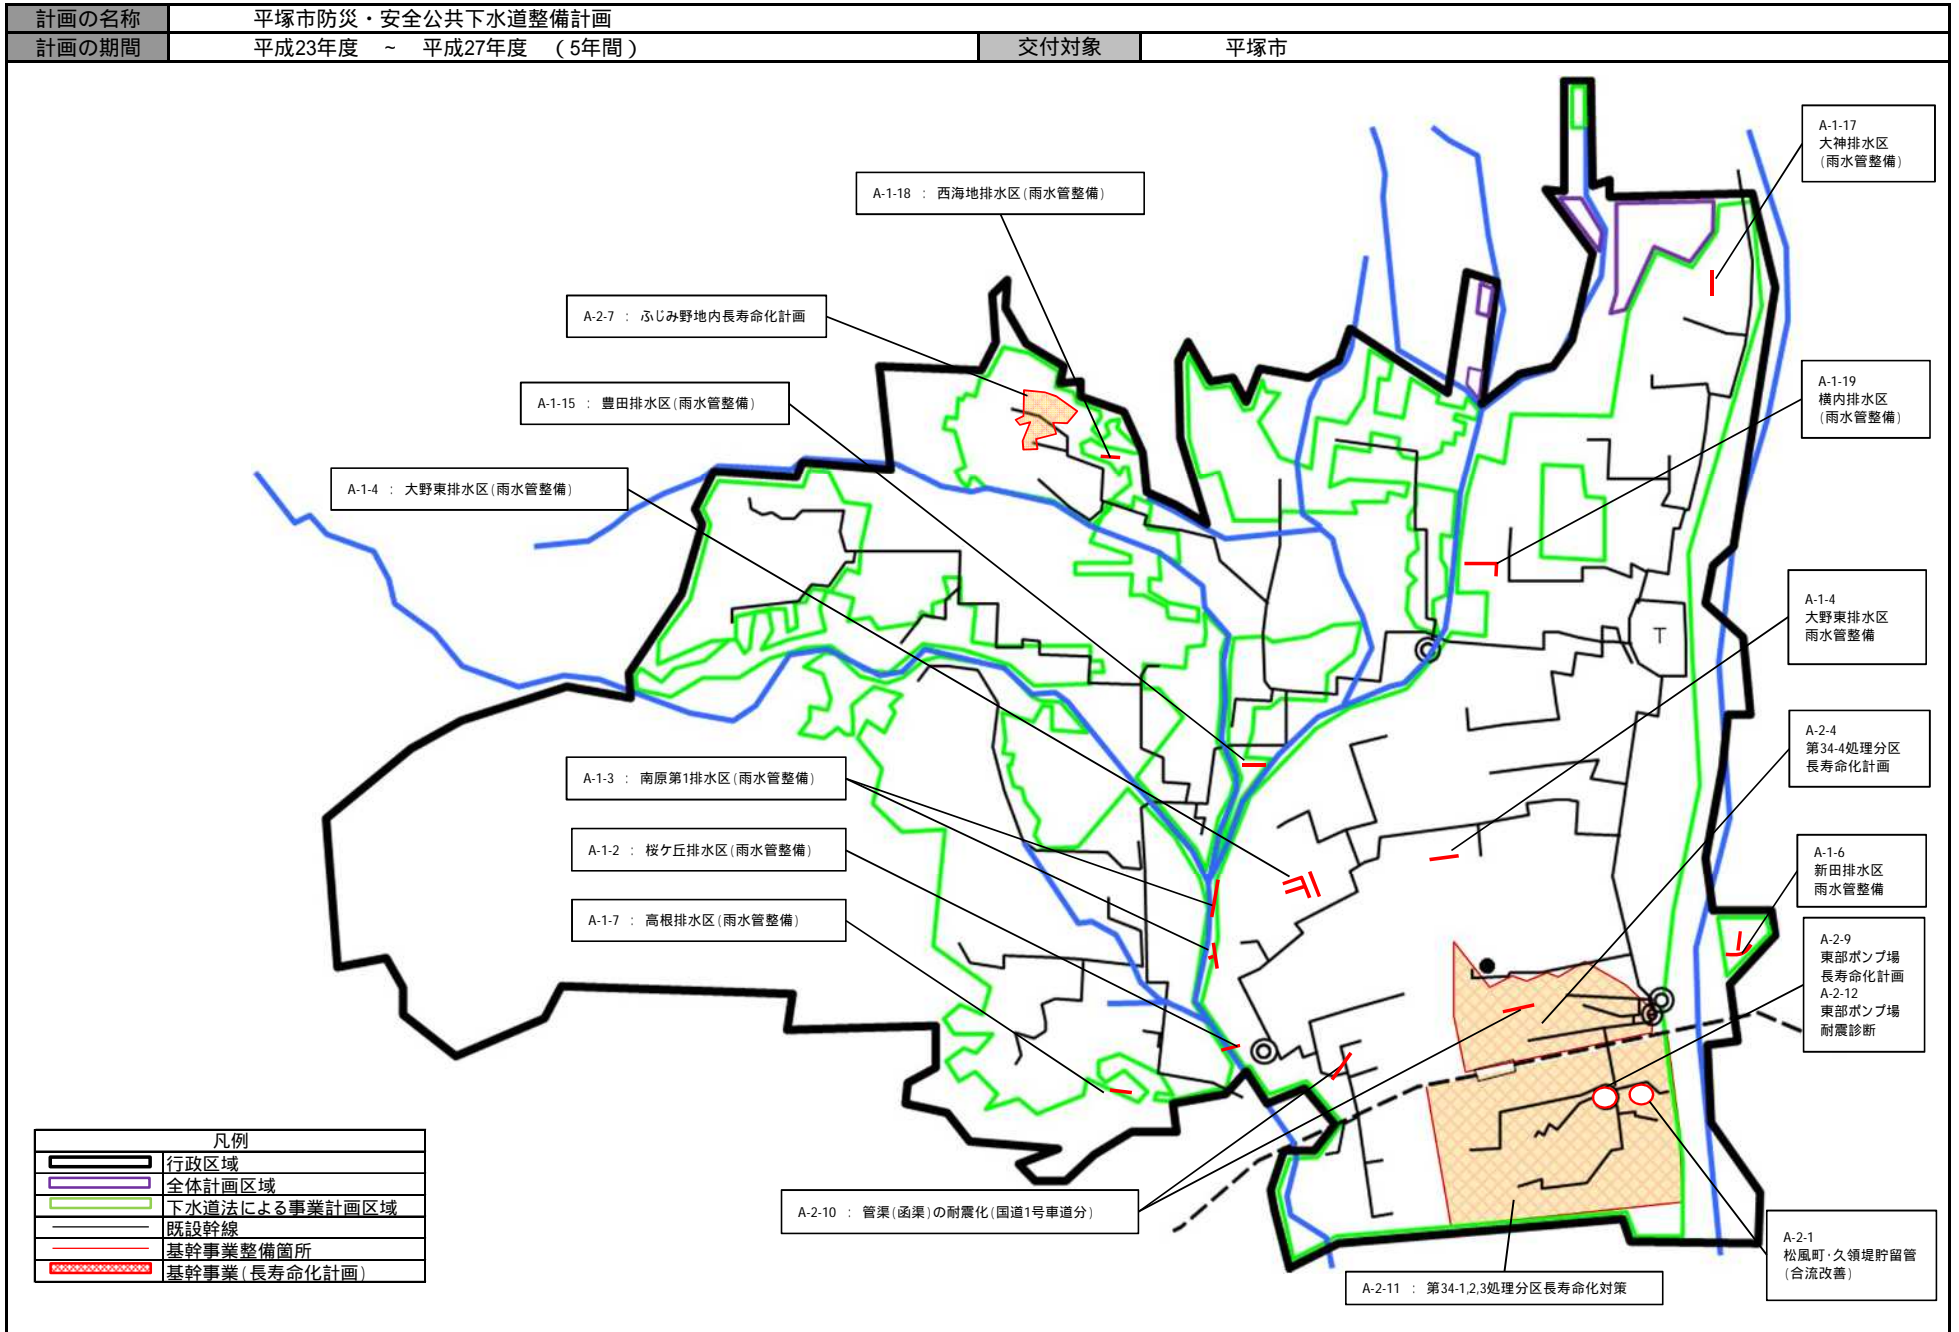 計画の名称 平塚市防災・安全公共下水道整備計画
計画の期間 平成23年度 ~ 平成27年度 (5年間) 交付対象 平塚市
A-1-17
大神排水区
(雨水管整備)
A-1-18 : 西海地排水区(雨水管整備)
A-2-7 : ふじみ野地内長寿命化計画
A-1-15 : 豊田排水区(雨水管整備)
A-1-19
横内排水区
(雨水管整備)
A-1-4 : 大野東排水区(雨水管整備)
A-1-4
大野東排水区
雨水管整備
T
A-2-4
第34-4処理分区
長寿命化計画
A-1-3 : 南原第1排水区(雨水管整備)
A-1-2 : 桜ケ丘排水区(雨水管整備)
A-1-6
新田排水区
雨水管整備
A-1-7 : 高根排水区(雨水管整備)
A-2-9
東部ポンプ場
長寿命化計画
A-2-12
東部ポンプ場
耐震診断
凡例
行政区域
全体計画区域
下水道法による事業計画区域
既設幹線
基幹事業整備箇所
基幹事業(長寿命化計画)
A-2-10 : 管渠(函渠)の耐震化(国道1号車道分)
A-2-1
松風町・久領堤貯留管
(合流改善)
A-2-11 : 第34-1,2,3処理分区長寿命化対策